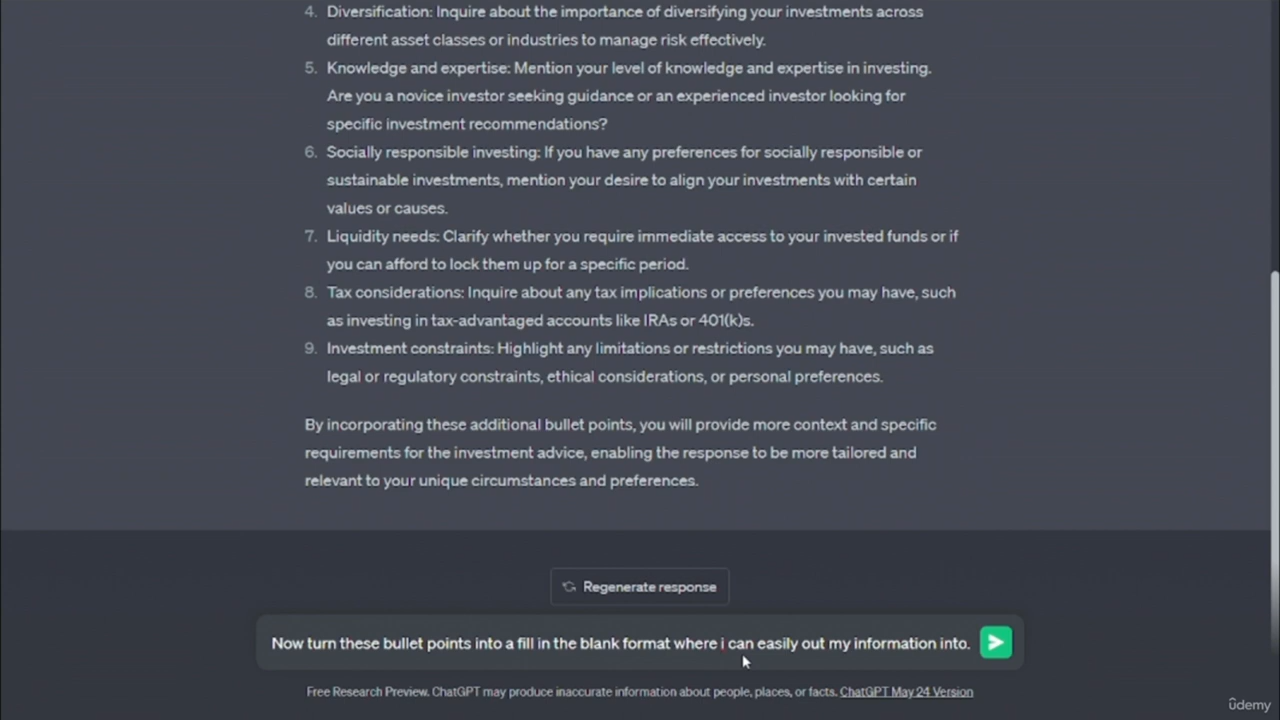 4. Diversification: Inquire about the importance of diversifying your investments across
different asset classes or industries to manage risk effectively.
5. Knowledge and expertise: Mention your level of knowledge and expertise in investing.
Are you a novice investor seeking guidance or an experienced investor looking for
specific investment recommendations?
6. Socially responsible investing: If you have any preferences for socially responsible or
sustainable investments, mention your desire to align your investments with certain
values or causes.
7. Liquidity needs: Clarify whether you require immediate access to your invested funds or if
you can afford to lock them up for a specific period.
8. Tax considerations: Inquire about any tax implications or preferences you may have, such
as investing in tax-advantaged accounts like IRAs or 401(k)s.
9. Investment constraints: Highlight any limitations or restrictions you may have, such as
legal or regulatory constraints, ethical considerations, or personal preferences.
By incorporating these additional bullet points, you will provide more context and specific
requirements for the investment advice, enabling the response to be more tailored and
relevant to your unique circumstances and preferences.
Regenerate response
Now turn these bullet points into a fill in the blank format where i can easily out my information into.
Free Research Preview. ChatGPT may produce inaccurate information about people, places, or facts. ChatGPT May 24 Version
ûdemy